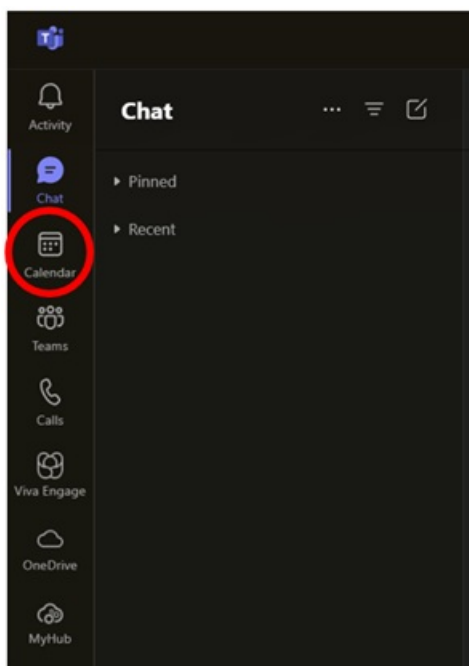 Activity
Chat
Calendar
Teams
Calls
Viva Engage
OneDrive
MyHub
Chat
Pinned
Recent